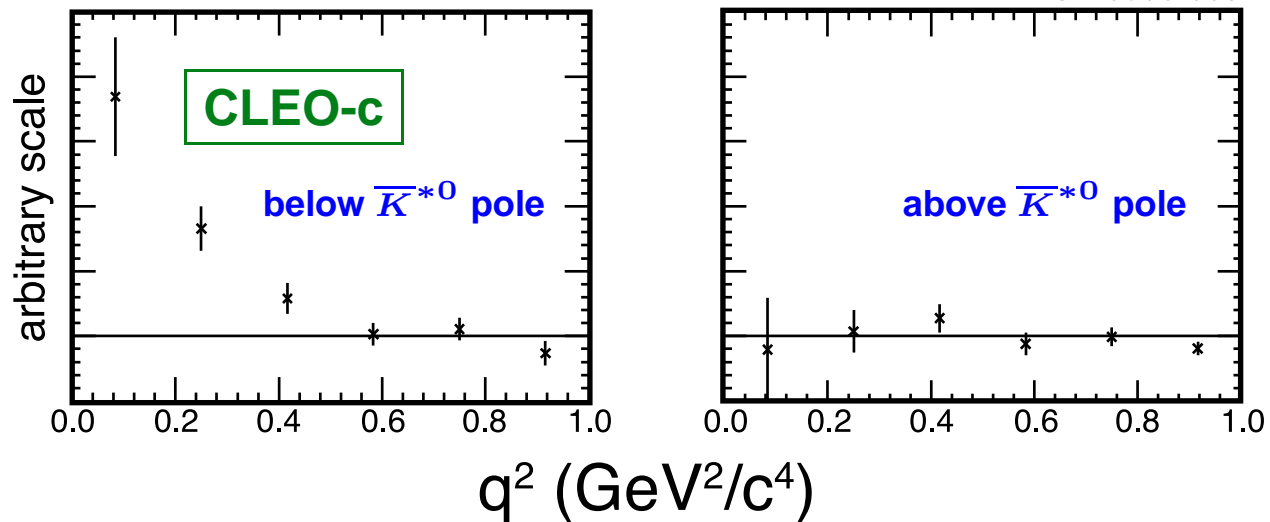 arbitrary scale
CLEO-c
below K̅*⁰ pole
above K̅*⁰ pole
0.0 0.2 0.4 0.6 0.8 1.0
0.0 0.2 0.4 0.6 0.8 1.0
q² (GeV²/c⁴)